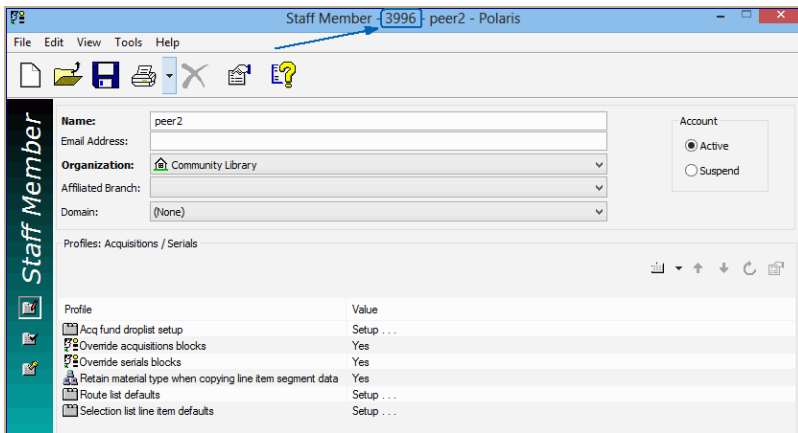 Staff Member - 3996 - peer2 - Polaris
File Edit View Tools Help
Staff Member
Name: peer2
Email Address:
Organization: Community Library
Affiliated Branch:
Domain: (None)
Account
Active
Suspend
Profiles: Acquisitions / Serials
Profile Value
Acq fund droplist setup Setup . . .
Override acquisitions blocks Yes
Override serials blocks Yes
Retain material type when copying line item segment data Yes
Route list defaults Setup . . .
Selection list line item defaults Setup . . .